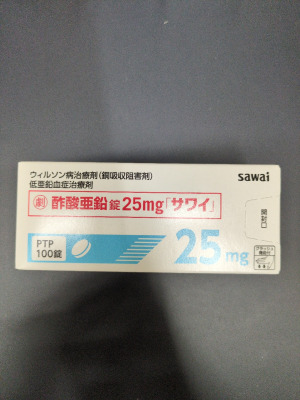 ウィルソン病治療剤(銅吸収阻害剤)
低亜鉛血症治療剤
sawai
劇 酢酸亜鉛錠25mg「サワイ」
開封口
PTP
100錠
25mg